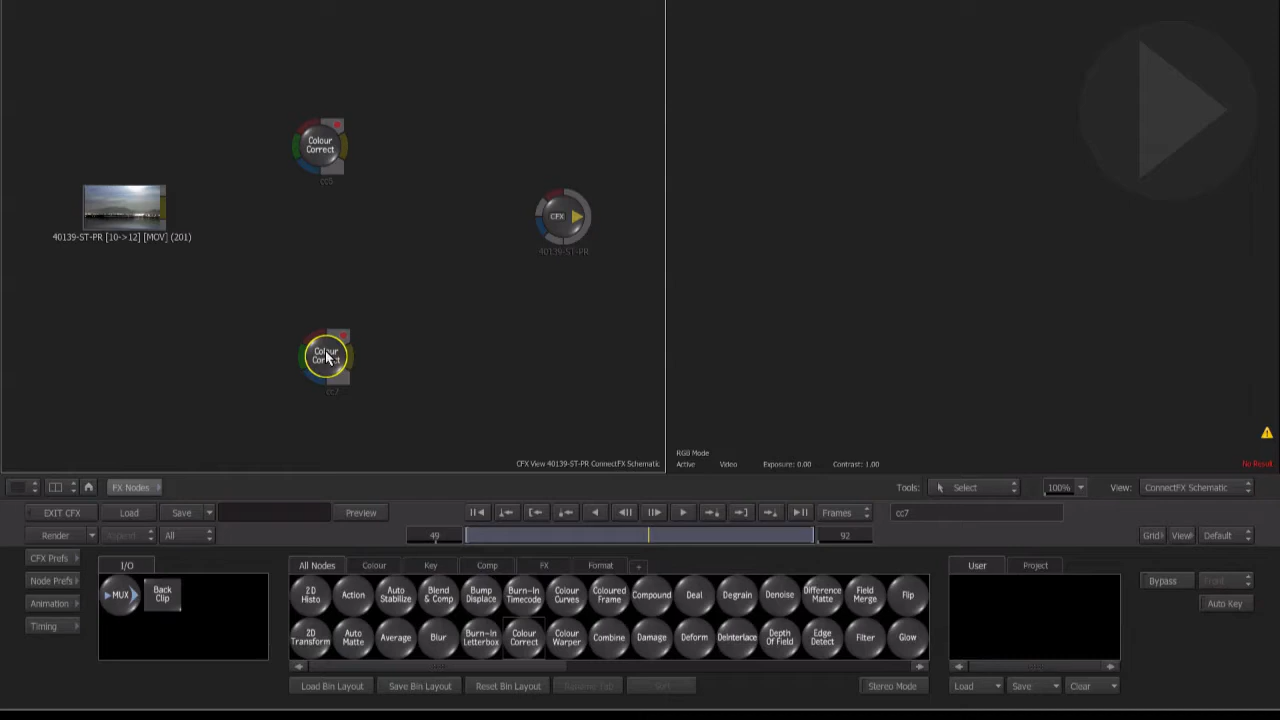 Colour
Correct
CFX
40139-ST-PR [10->12] [MOV] (201)
40139-ST-PR
Colour
Correct
cc7
CFX View 40139-ST-PR ConnectFX Schematic
RGB Mode
Active Video Exposure: 0.00 Contrast: 1.00
No Result
FX Nodes
Tools: Select 100% View: ConnectFX Schematic
EXIT CFX Load Save Preview Frames cc7
Render Append All 49 92 Grid View Default
CFX Prefs
Node Prefs
Animation
Timing
I/O
MUX
Back
Clip
All Nodes Colour Key Comp FX Format +
2D
Histo
Action
Auto
Stabilize
Blend
& Comp
Bump
Displace
Burn-In
Timecode
Colour
Curves
Coloured
Frame
Compound
Deal
Degrain
Denoise
Difference
Matte
Field
Merge
Flip
2D
Transform
Auto
Matte
Average
Blur
Burn-In
Letterbox
Colour
Correct
Colour
Warper
Combine
Damage
Deform
DeInterlace
Depth
Of Field
Edge
Detect
Filter
Glow
Load Bin Layout Save Bin Layout Reset Bin Layout Stereo Mode
User Project
Load Save Clear
Bypass Front
Auto Key